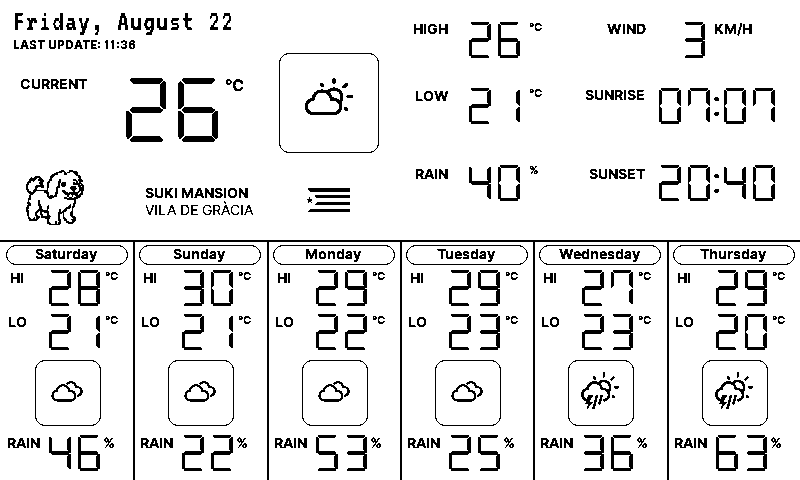 Friday, August 22
LAST UPDATE: 11:36
CURRENT 26 °C
SUKI MANSION
VILA DE GRÀCIA
HIGH 26 °C
LOW 21 °C
RAIN 40 %
WIND 3 KM/H
SUNRISE 07:07
SUNSET 20:40
Saturday
HI 28 °C
LO 21 °C
RAIN 46 %
Sunday
HI 30 °C
LO 21 °C
RAIN 22 %
Monday
HI 29 °C
LO 22 °C
RAIN 53 %
Tuesday
HI 29 °C
LO 23 °C
RAIN 25 %
Wednesday
HI 27 °C
LO 23 °C
RAIN 36 %
Thursday
HI 29 °C
LO 20 °C
RAIN 63 %